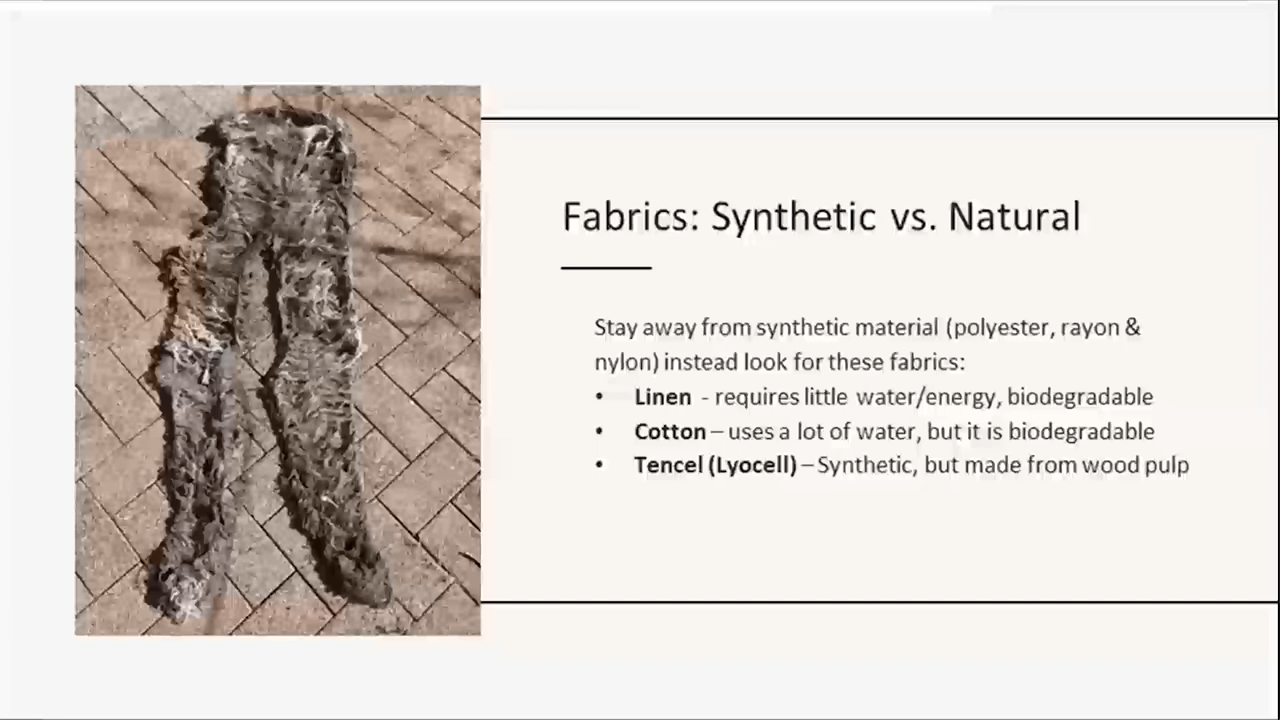 Fabrics: Synthetic vs. Natural
Stay away from synthetic material (polyester, rayon &
nylon) instead look for these fabrics:
• Linen - requires little water/energy, biodegradable
• Cotton – uses a lot of water, but it is biodegradable
• Tencel (Lyocell) – Synthetic, but made from wood pulp